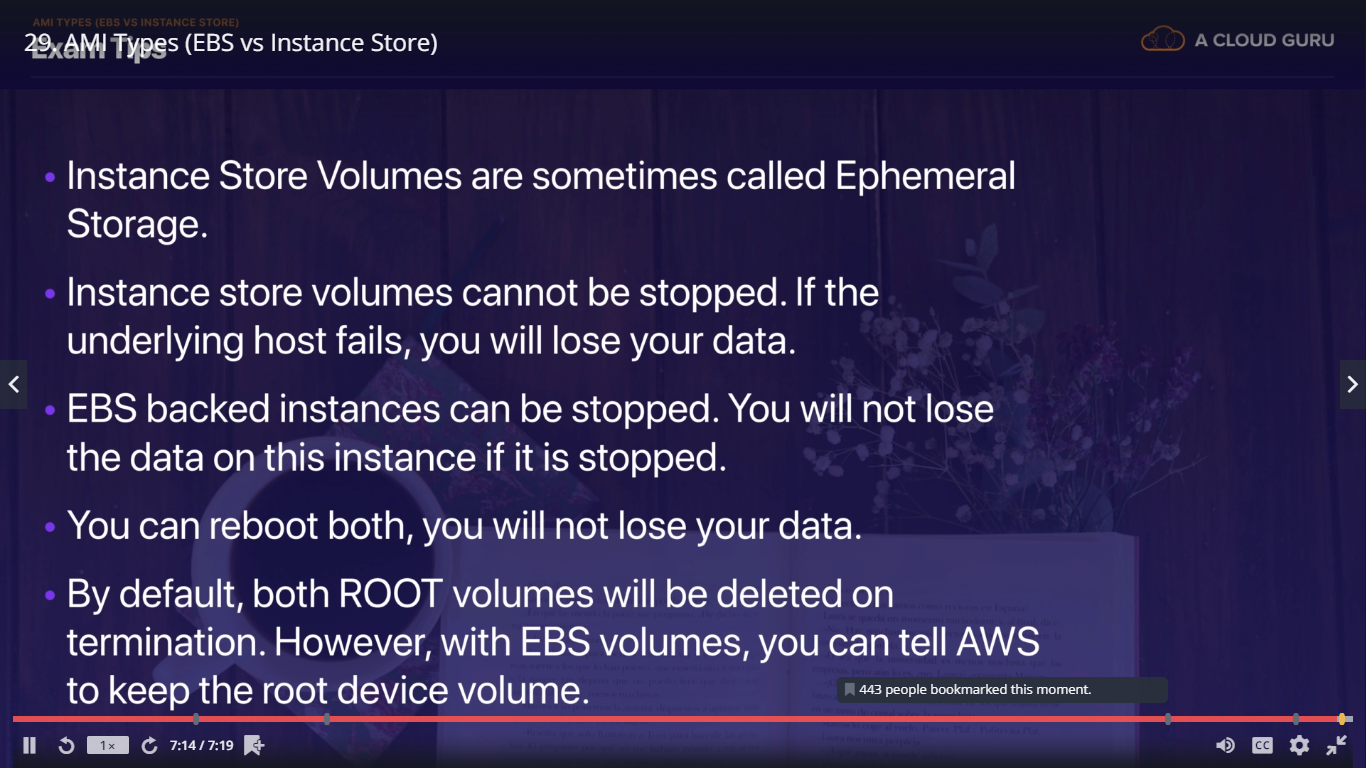 AMI TYPES (EBS VS INSTANCE STORE)
29. AMI Types (EBS vs Instance Store)
Exam Tips
A CLOUD GURU
• Instance Store Volumes are sometimes called Ephemeral
Storage.
• Instance store volumes cannot be stopped. If the
underlying host fails, you will lose your data.
• EBS backed instances can be stopped. You will not lose
the data on this instance if it is stopped.
• You can reboot both, you will not lose your data.
• By default, both ROOT volumes will be deleted on
termination. However, with EBS volumes, you can tell AWS
to keep the root device volume.
443 people bookmarked this moment.
1x
7:14 / 7:19
CC